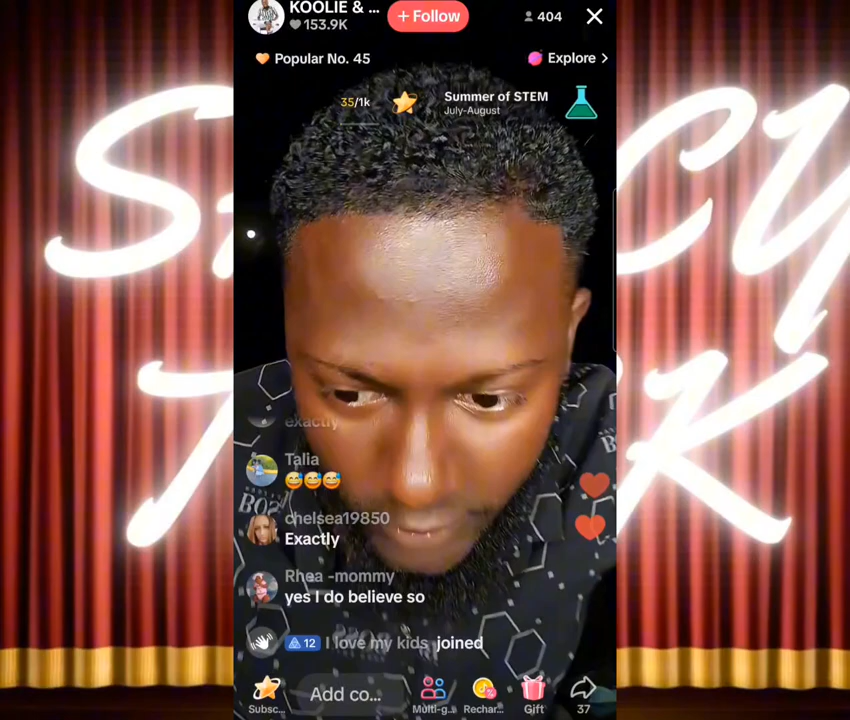 KOOLIE & ...
153.9K
+ Follow
404
Popular No. 45
Explore >
35/1k
Summer of STEM
July-August
exactly
Talia
😅😅😅
chelsea19850
Exactly
Rhea -mommy
yes I do believe so
12 I love my kids joined
Subsc...
Add co...
Multi-g...
Rechar...
Gift
37